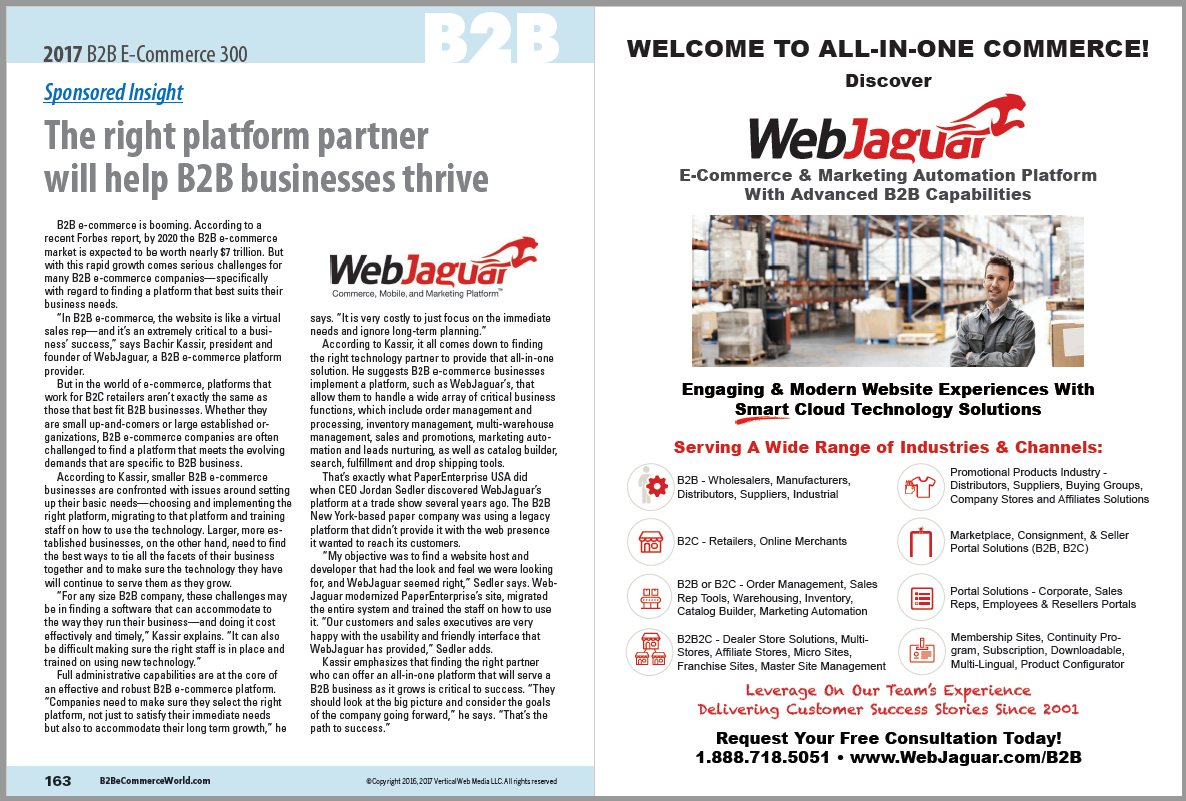 2017 B2B E-Commerce 300
B2B
Sponsored Insight
The right platform partner
will help B2B businesses thrive
B2B e-commerce is booming. According to a
recent Forbes report, by 2020 the B2B e-commerce
market is expected to be worth nearly $7 trillion. But
with this rapid growth comes serious challenges for
many B2B e-commerce companies—specifically
with regard to finding a platform that best suits their
business needs.
"In B2B e-commerce, the website is like a virtual
sales rep—and it's an extremely critical to a busi-
ness' success," says Bachir Kassir, president and
founder of WebJaguar, a B2B e-commerce platform
provider.
But in the world of e-commerce, platforms that
work for B2C retailers aren't exactly the same as
those that best fit B2B businesses. Whether they
are small up-and-comers or large established or-
ganizations, B2B e-commerce companies are often
challenged to find a platform that meets the evolving
demands that are specific to B2B business.
According to Kassir, smaller B2B e-commerce
businesses are confronted with issues around setting
up their basic needs—choosing and implementing the
right platform, migrating to that platform and training
staff on how to use the technology. Larger, more es-
tablished businesses, on the other hand, need to find
the best ways to tie all the facets of their business
together and to make sure the technology they have
will continue to serve them as they grow.
"For any size B2B company, these challenges may
be in finding a software that can accommodate to
the way they run their business—and doing it cost
effectively and timely," Kassir explains. "It can also
be difficult making sure the right staff is in place and
trained on using new technology."
Full administrative capabilities are at the core of
an effective and robust B2B e-commerce platform.
"Companies need to make sure they select the right
platform, not just to satisfy their immediate needs
but also to accommodate their long term growth," he
WebJaguar
Commerce, Mobile, and Marketing Platform™
says. "It is very costly to just focus on the immediate
needs and ignore long-term planning."
According to Kassir, it all comes down to finding
the right technology partner to provide that all-in-one
solution. He suggests B2B e-commerce businesses
implement a platform, such as WebJaguar's, that
allow them to handle a wide array of critical business
functions, which include order management and
processing, inventory management, multi-warehouse
management, sales and promotions, marketing auto-
mation and leads nurturing, as well as catalog builder,
search, fulfillment and drop shipping tools.
That's exactly what PaperEnterprise USA did
when CEO Jordan Sedler discovered WebJaguar's
platform at a trade show several years ago. The B2B
New York-based paper company was using a legacy
platform that didn't provide it with the web presence
it wanted to reach its customers.
"My objective was to find a website host and
developer that had the look and feel we were looking
for, and WebJaguar seemed right," Sedler says. Web-
Jaguar modernized PaperEnterprise's site, migrated
the entire system and trained the staff on how to use
it. "Our customers and sales executives are very
happy with the usability and friendly interface that
WebJaguar has provided," Sedler adds.
Kassir emphasizes that finding the right partner
who can offer an all-in-one platform that will serve a
B2B business as it grows is critical to success. "They
should look at the big picture and consider the goals
of the company going forward," he says. "That's the
path to success."
163 B2BeCommerceWorld.com
©Copyright 2016, 2017 Vertical Web Media LLC. All rights reserved
WELCOME TO ALL-IN-ONE COMMERCE!
Discover
WebJaguar
E-Commerce & Marketing Automation Platform
With Advanced B2B Capabilities
Engaging & Modern Website Experiences With
Smart Cloud Technology Solutions
Serving A Wide Range of Industries & Channels:
B2B - Wholesalers, Manufacturers,
Distributors, Suppliers, Industrial
B2C - Retailers, Online Merchants
B2B or B2C - Order Management, Sales
Rep Tools, Warehousing, Inventory,
Catalog Builder, Marketing Automation
B2B2C - Dealer Store Solutions, Multi-
Stores, Affiliate Stores, Micro Sites,
Franchise Sites, Master Site Management
Promotional Products Industry -
Distributors, Suppliers, Buying Groups,
Company Stores and Affiliates Solutions
Marketplace, Consignment, & Seller
Portal Solutions (B2B, B2C)
Portal Solutions - Corporate, Sales
Reps, Employees & Resellers Portals
Membership Sites, Continuity Pro-
gram, Subscription, Downloadable,
Multi-Lingual, Product Configurator
Leverage On Our Team's Experience
Delivering Customer Success Stories Since 2001
Request Your Free Consultation Today!
1.888.718.5051 • www.WebJaguar.com/B2B